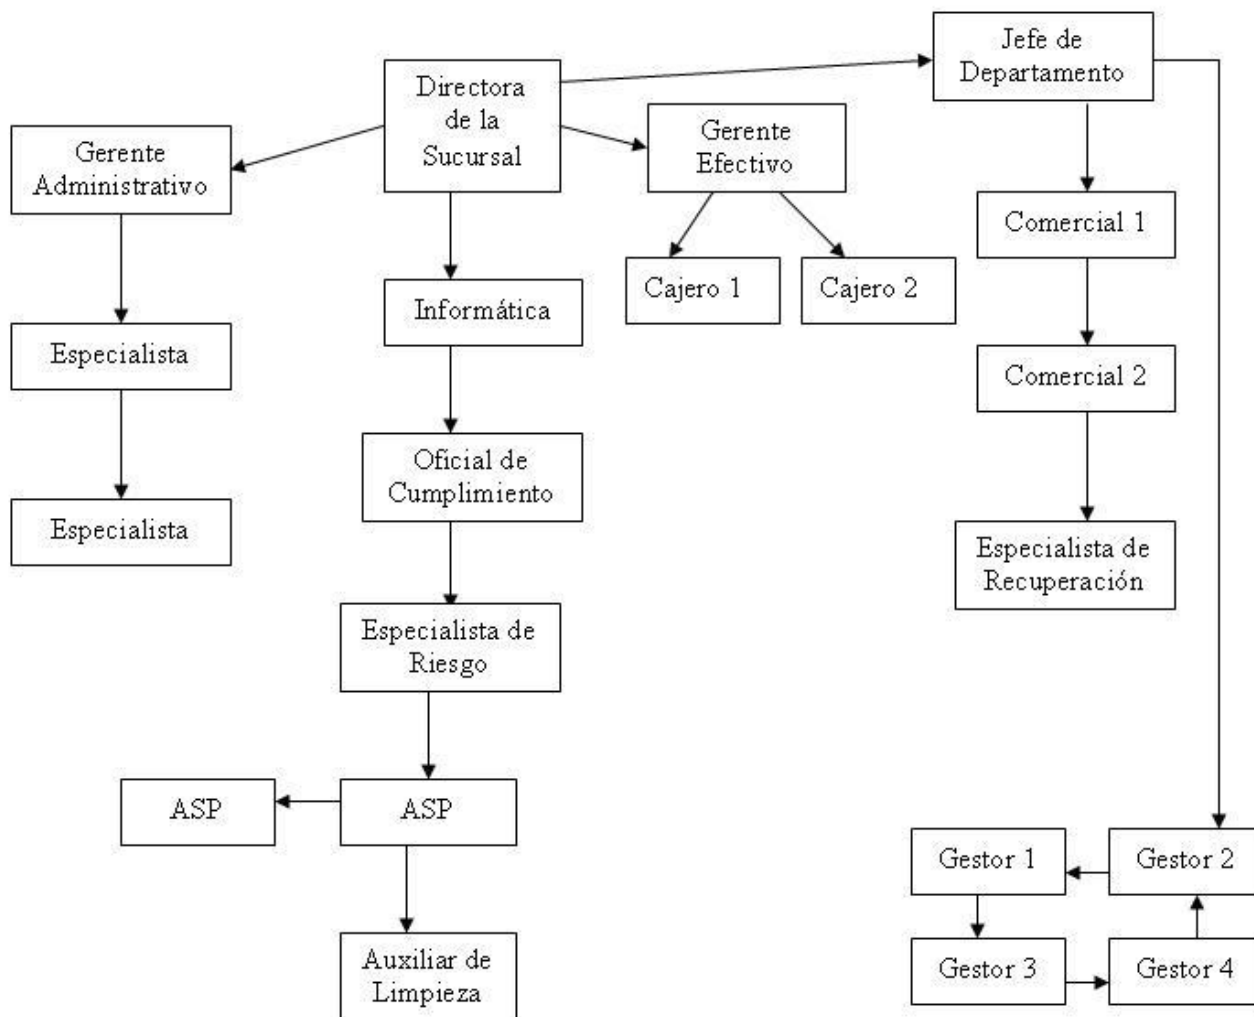 Jefe de
Departamento
Directora
de la
Sucursal
Gerente
Efectivo
Gerente
Administrativo
Comercial 1
Cajero 1
Cajero 2
Informática
Especialista
Comercial 2
Oficial de
Cumplimiento
Especialista
Especialista de
Recuperación
Especialista de
Riesgo
ASP
ASP
Gestor 1
Gestor 2
Auxiliar de
Limpieza
Gestor 3
Gestor 4